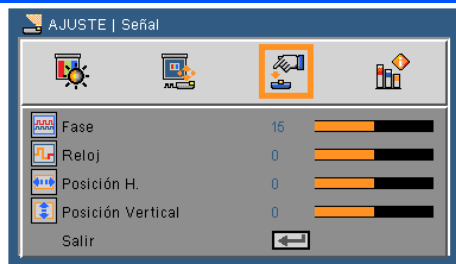 AJUSTE | Señal
Fase 15
Reloj 0
Posición H. 0
Posición Vertical 0
Salir